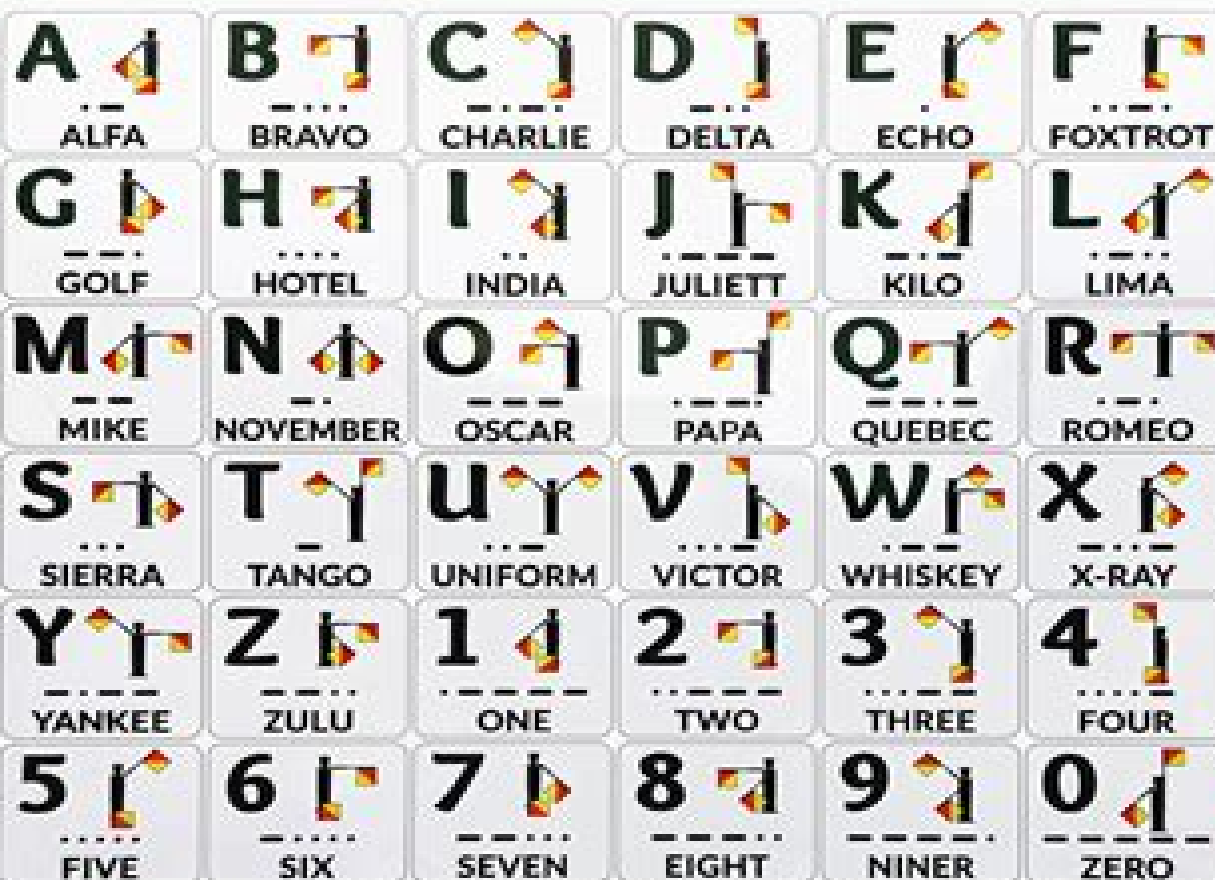 A B C D E F
ALFA BRAVO CHARLIE DELTA ECHO FOXTROT
G H I J K L
GOLF HOTEL INDIA JULIETT KILO LIMA
M N O P Q R
MIKE NOVEMBER OSCAR PAPA QUEBEC ROMEO
S T U V W X
SIERRA TANGO UNIFORM VICTOR WHISKEY X-RAY
Y Z 1 2 3 4
YANKEE ZULU ONE TWO THREE FOUR
5 6 7 8 9 0
FIVE SIX SEVEN EIGHT NINER ZERO